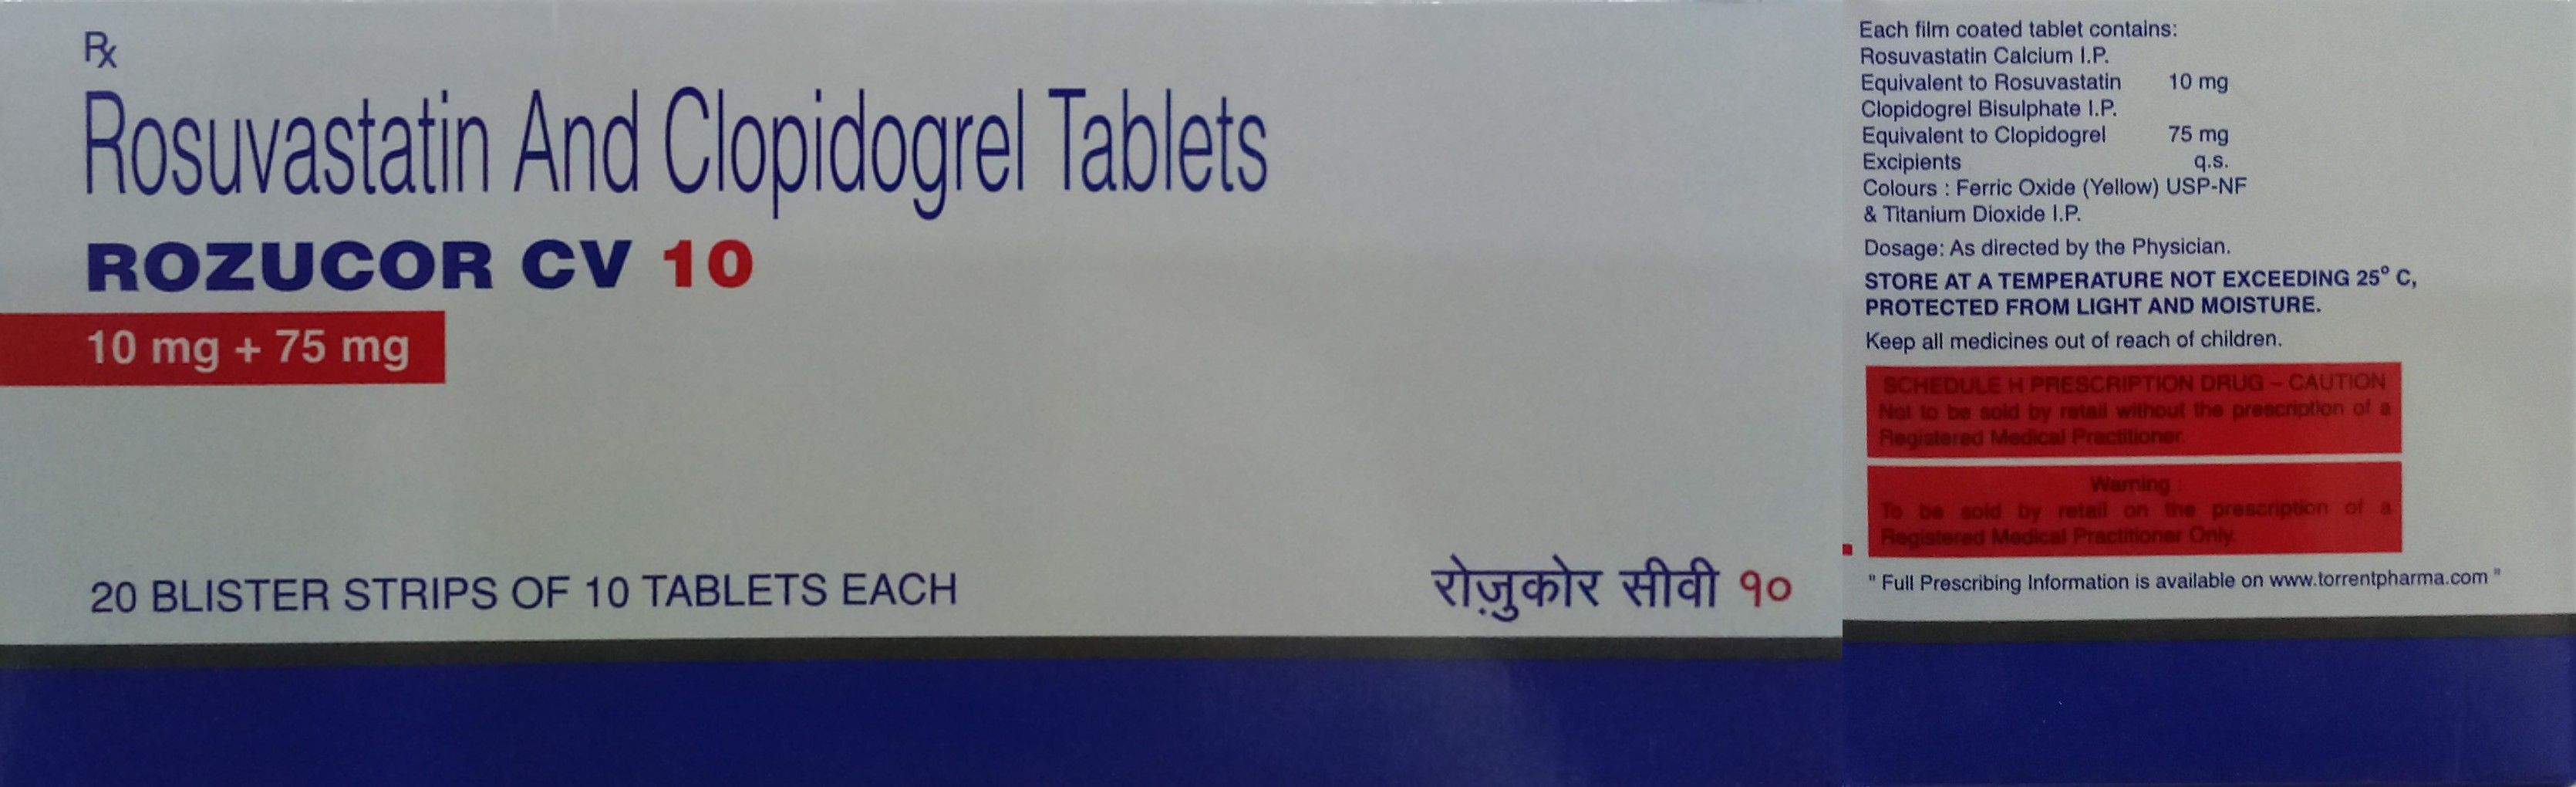 Rx
Rosuvastatin And Clopidogrel Tablets
ROZUCOR CV 10
10 mg + 75 mg
20 BLISTER STRIPS OF 10 TABLETS EACH
रोज़ुकोर सीवी १०
Each film coated tablet contains:
Rosuvastatin Calcium I.P.
Equivalent to Rosuvastatin 10 mg
Clopidogrel Bisulphate I.P.
Equivalent to Clopidogrel 75 mg
Excipients q.s.
Colours : Ferric Oxide (Yellow) USP-NF
& Titanium Dioxide I.P.
Dosage: As directed by the Physician.
STORE AT A TEMPERATURE NOT EXCEEDING 25° C,
PROTECTED FROM LIGHT AND MOISTURE.
Keep all medicines out of reach of children.
SCHEDULE H PRESCRIPTION DRUG – CAUTION
Not to be sold by retail without the prescription of a
Registered Medical Practitioner.
Warning :
To be sold by retail on the prescription of a
Registered Medical Practitioner Only.
" Full Prescribing Information is available on www.torrentpharma.com "